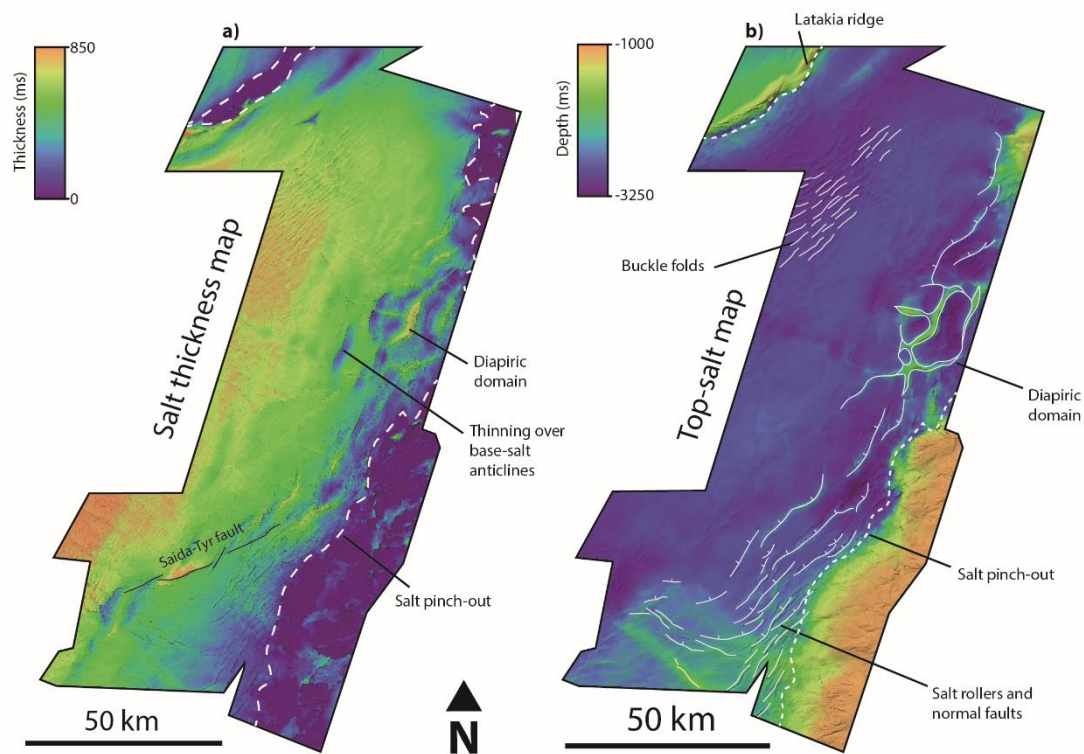 a)
850
Thickness (ms)
0
Salt thickness map
Diapiric
domain
Thinning over
base-salt
anticlines
Saida-Tyr fault
Salt pinch-out
50 km
N
b)
Latakia ridge
-1000
Depth (ms)
-3250
Buckle folds
Top-salt map
Diapiric
domain
Salt pinch-out
Salt rollers and
normal faults
50 km